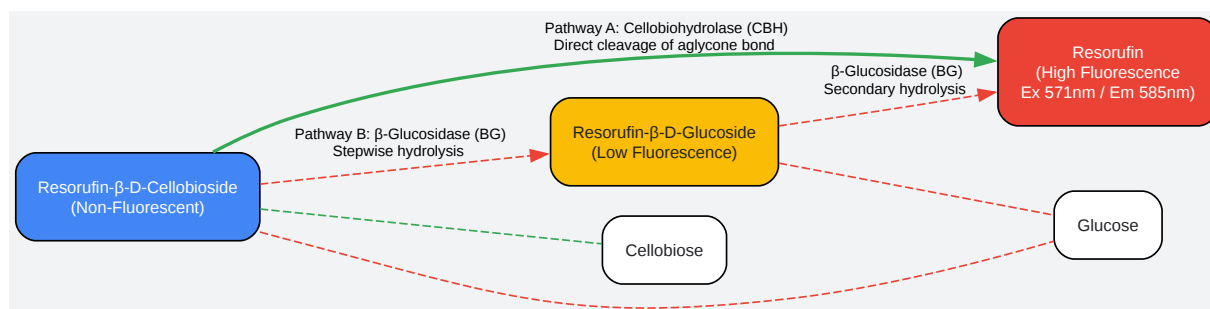 Pathway A: Cellobiohydrolase (CBH)
Direct cleavage of aglycone bond
Resorufin
(High Fluorescence
Ex 571nm / Em 585nm)
β-Glucosidase (BG)
Secondary hydrolysis
Pathway B: β-Glucosidase (BG)
Stepwise hydrolysis
Resorufin-β-D-Glucoside
(Low Fluorescence)
Resorufin-β-D-Cellobioside
(Non-Fluorescent)
Cellobiose
Glucose